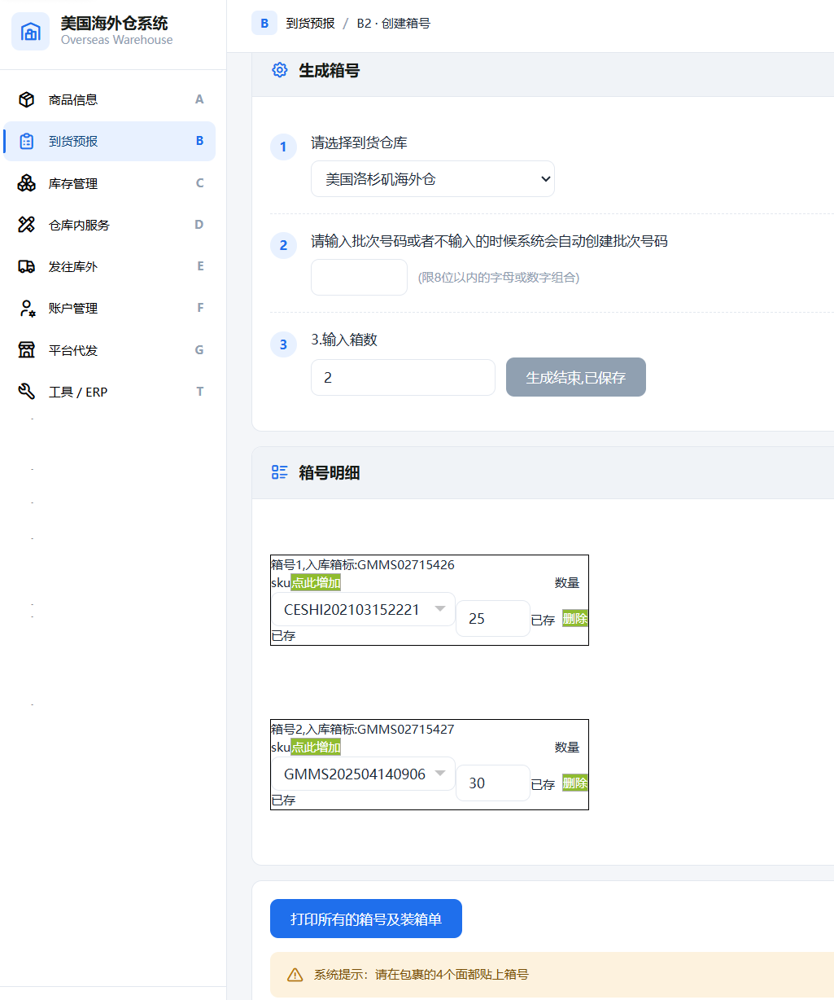 美国海外仓系统
Overseas Warehouse
商品信息 A
到货预报 B
库存管理 C
仓库内服务 D
发往库外 E
账户管理 F
平台代发 G
工具 / ERP T
B 到货预报 / B2 · 创建箱号
生成箱号
1 请选择到货仓库
美国洛杉矶海外仓
2 请输入批次号码或者不输入的时候系统会自动创建批次号码
(限8位以内的字母或数字组合)
3 3.输入箱数
2 生成结束,已保存
箱号明细
箱号1,入库箱标:GMMS02715426
sku点此增加 数量
CESHI202103152221 25 已存 删除
已存
箱号2,入库箱标:GMMS02715427
sku点此增加 数量
GMMS202504140906 30 已存 删除
已存
打印所有的箱号及装箱单
系统提示：请在包裹的4个面都贴上箱号